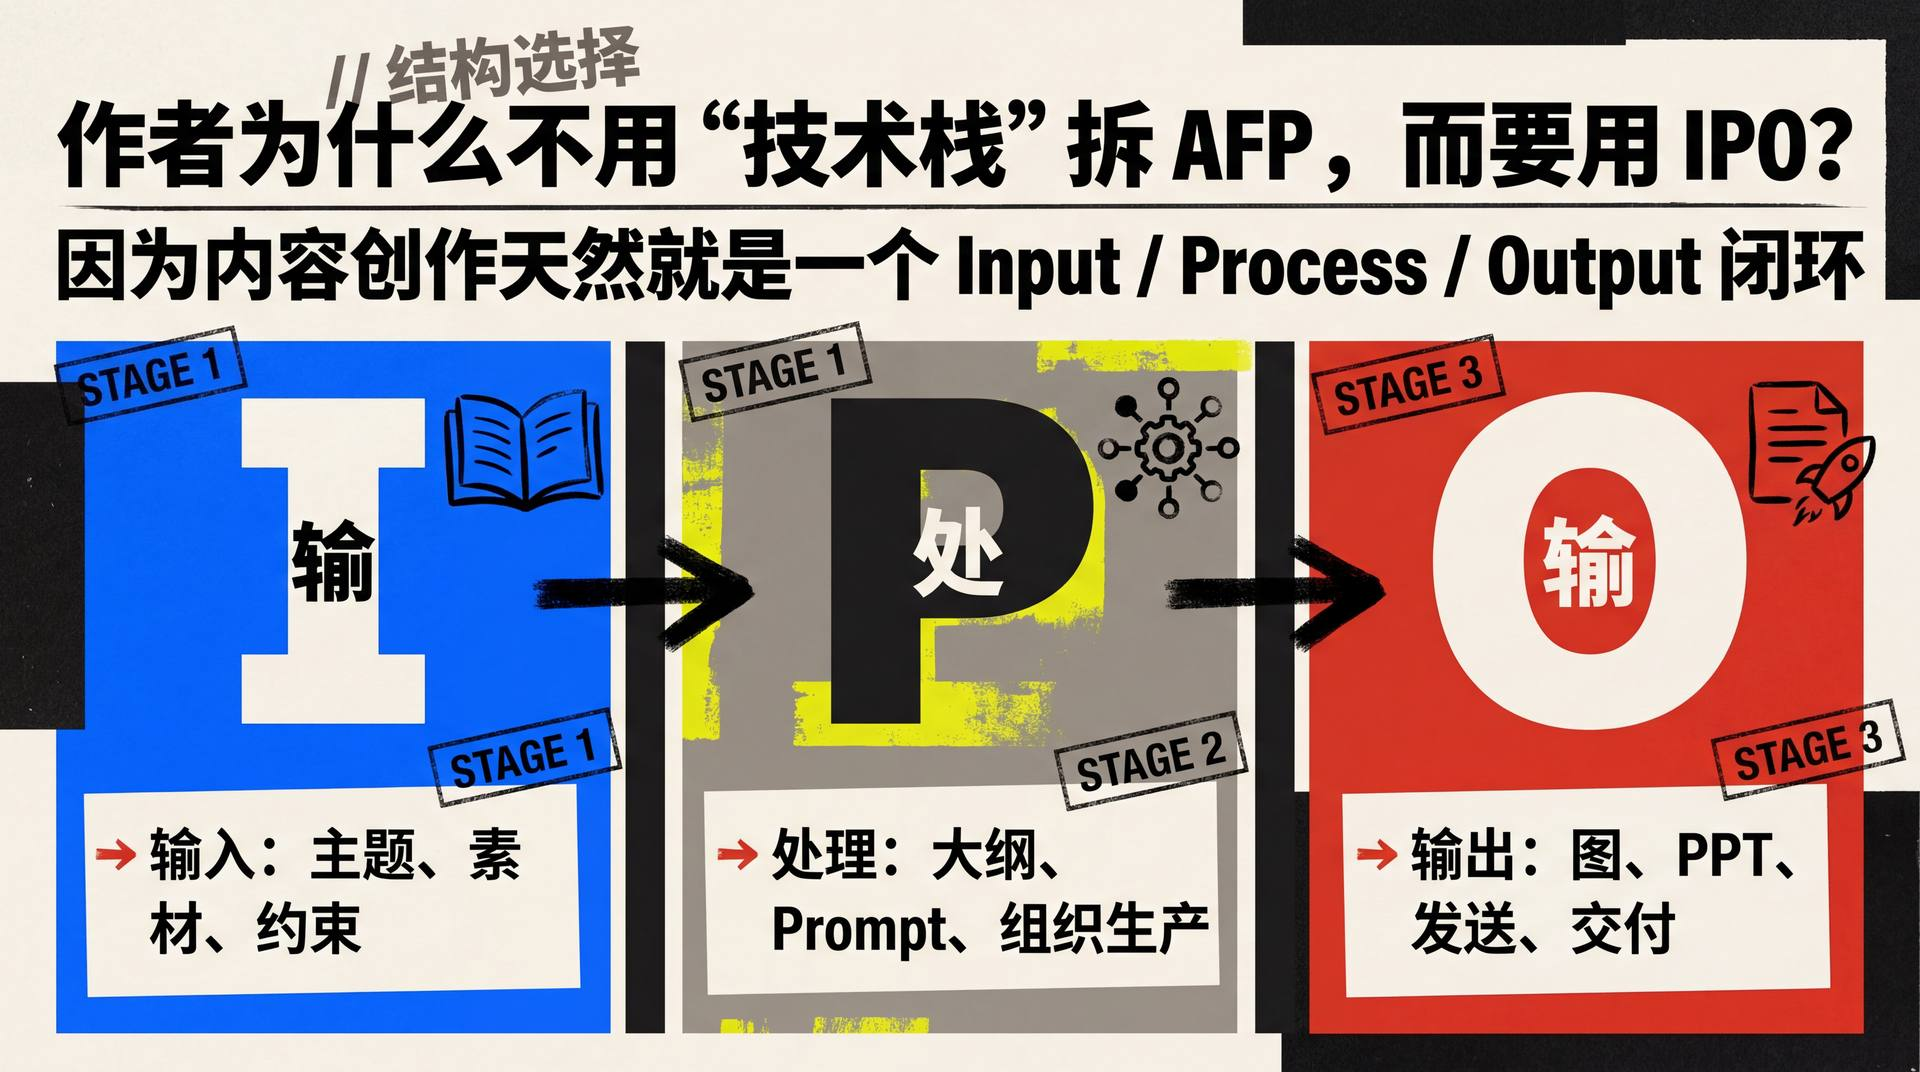 // 结构选择
作者为什么不用“技术栈”拆 AFP，而要用 IPO？
因为内容创作天然就是一个 Input / Process / Output 闭环
STAGE 1
I
输
STAGE 1
→ 输入：主题、素
材、约束
STAGE 1
P
处
STAGE 2
→ 处理：大纲、
Prompt、组织生产
STAGE 3
O
输
STAGE 3
→ 输出：图、PPT、
发送、交付